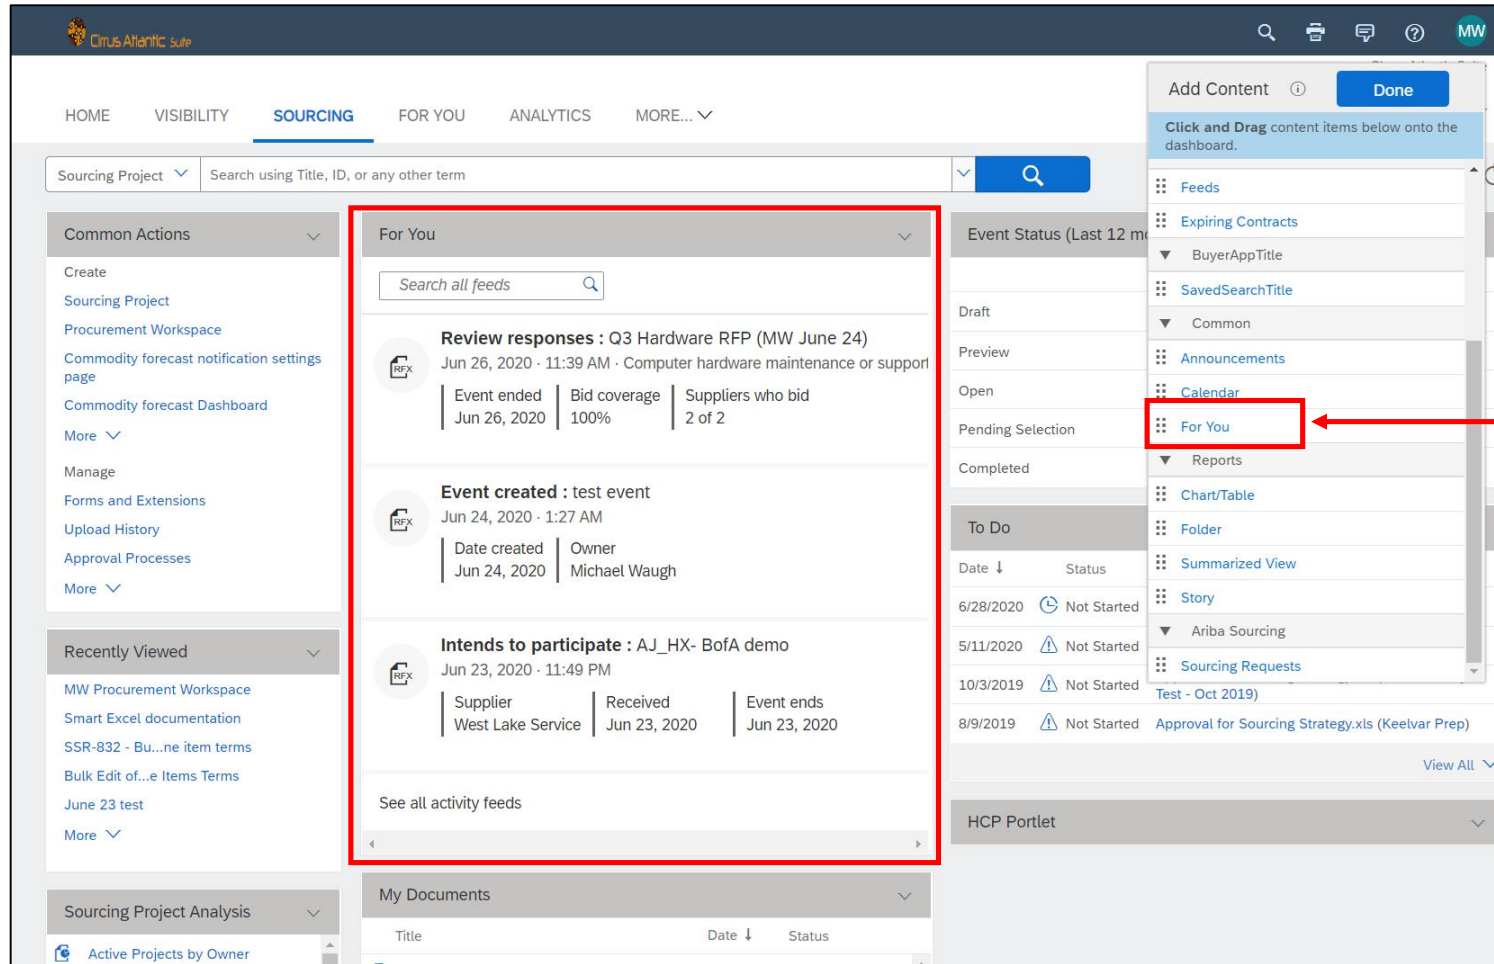 Cirrus Atlantic Suite
MW
HOME VISIBILITY SOURCING FOR YOU ANALYTICS MORE...
Sourcing Project Search using Title, ID, or any other term
Common Actions
Create
Sourcing Project
Procurement Workspace
Commodity forecast notification settings
page
Commodity forecast Dashboard
More
Manage
Forms and Extensions
Upload History
Approval Processes
More
Recently Viewed
MW Procurement Workspace
Smart Excel documentation
SSR-832 - Bu...ne item terms
Bulk Edit of...e Items Terms
June 23 test
More
Sourcing Project Analysis
Active Projects by Owner
For You
Search all feeds
RFX
Review responses : Q3 Hardware RFP (MW June 24)
Jun 26, 2020 · 11:39 AM · Computer hardware maintenance or support
Event ended Bid coverage Suppliers who bid
Jun 26, 2020 100% 2 of 2
RFX
Event created : test event
Jun 24, 2020 · 1:27 AM
Date created Owner
Jun 24, 2020 Michael Waugh
RFX
Intends to participate : AJ_HX- BofA demo
Jun 23, 2020 · 11:49 PM
Supplier Received Event ends
West Lake Service Jun 23, 2020 Jun 23, 2020
See all activity feeds
My Documents
Title Date ↓ Status
Event Status (Last 12 mo
Draft
Preview
Open
Pending Selection
Completed
To Do
Date ↓ Status
6/28/2020 Not Started
5/11/2020 Not Started
10/3/2019 Not Started
Test - Oct 2019)
8/9/2019 Not Started Approval for Sourcing Strategy.xls (Keelvar Prep)
View All
HCP Portlet
Add Content Done
Click and Drag content items below onto the
dashboard.
Feeds
Expiring Contracts
BuyerAppTitle
SavedSearchTitle
Common
Announcements
Calendar
For You
Reports
Chart/Table
Folder
Summarized View
Story
Ariba Sourcing
Sourcing Requests